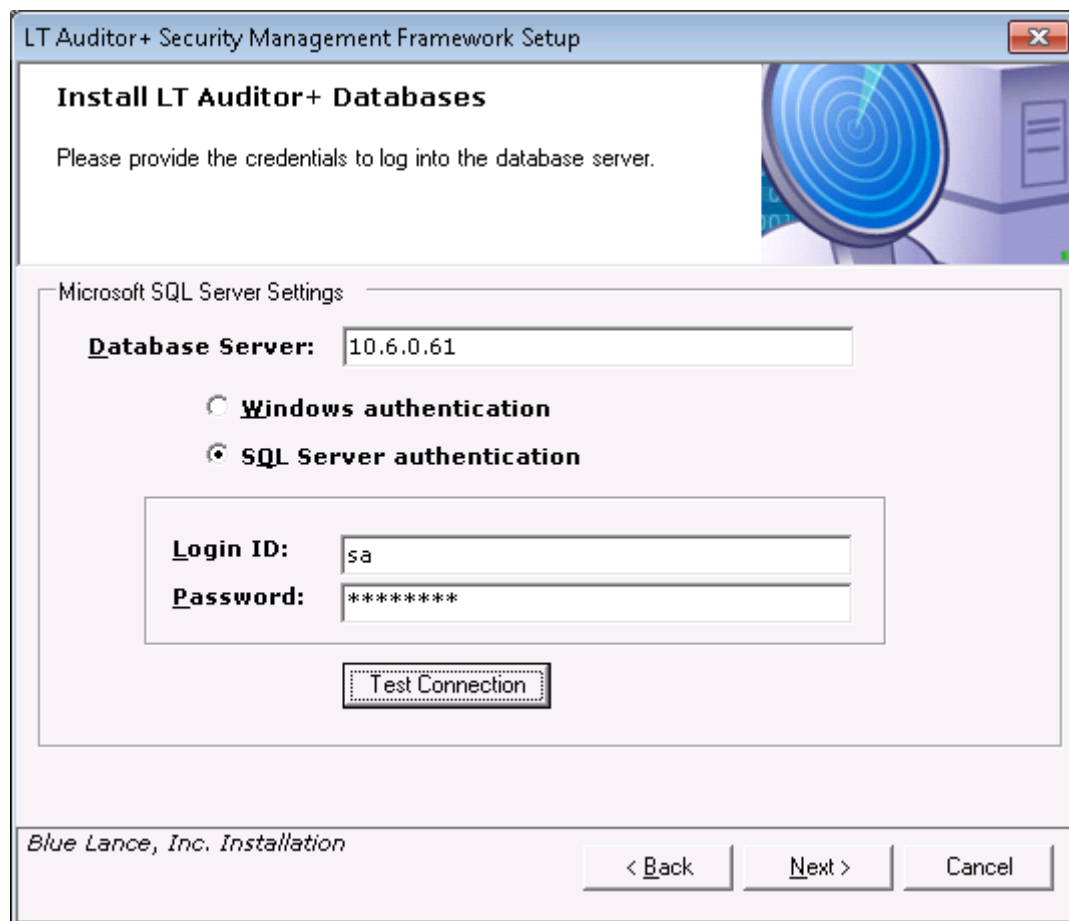 LT Auditor+ Security Management Framework Setup
Install LT Auditor+ Databases
Please provide the credentials to log into the database server.
Microsoft SQL Server Settings
Database Server: 10.6.0.61
Windows authentication
SQL Server authentication
Login ID: sa
Password: ********
Test Connection
Blue Lance, Inc. Installation
< Back Next > Cancel